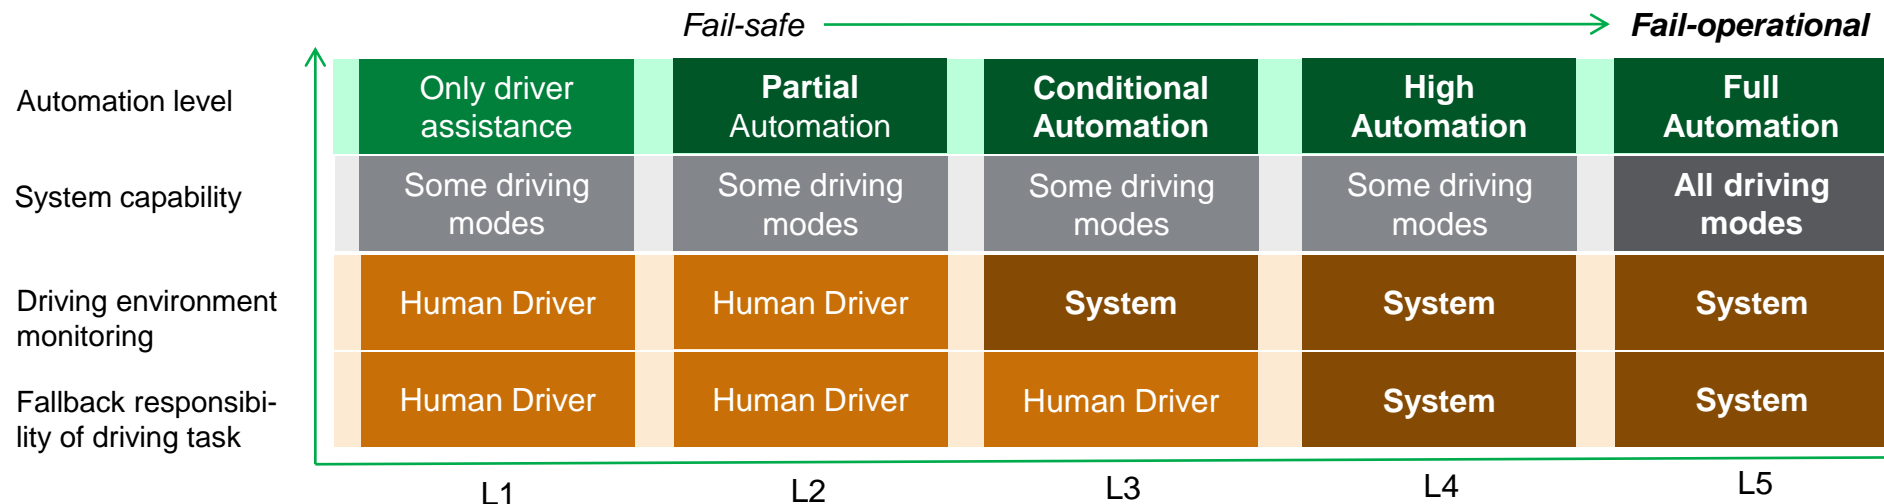 Fail-safe
Fail-operational
Automation level
Only driver
assistance
Partial
Automation
Conditional
Automation
High
Automation
Full
Automation
System capability
Some driving
modes
Some driving
modes
Some driving
modes
Some driving
modes
All driving
modes
Driving environment
monitoring
Human Driver
Human Driver
System
System
System
Fallback responsibi-
lity of driving task
Human Driver
Human Driver
Human Driver
System
System
L1
L2
L3
L4
L5